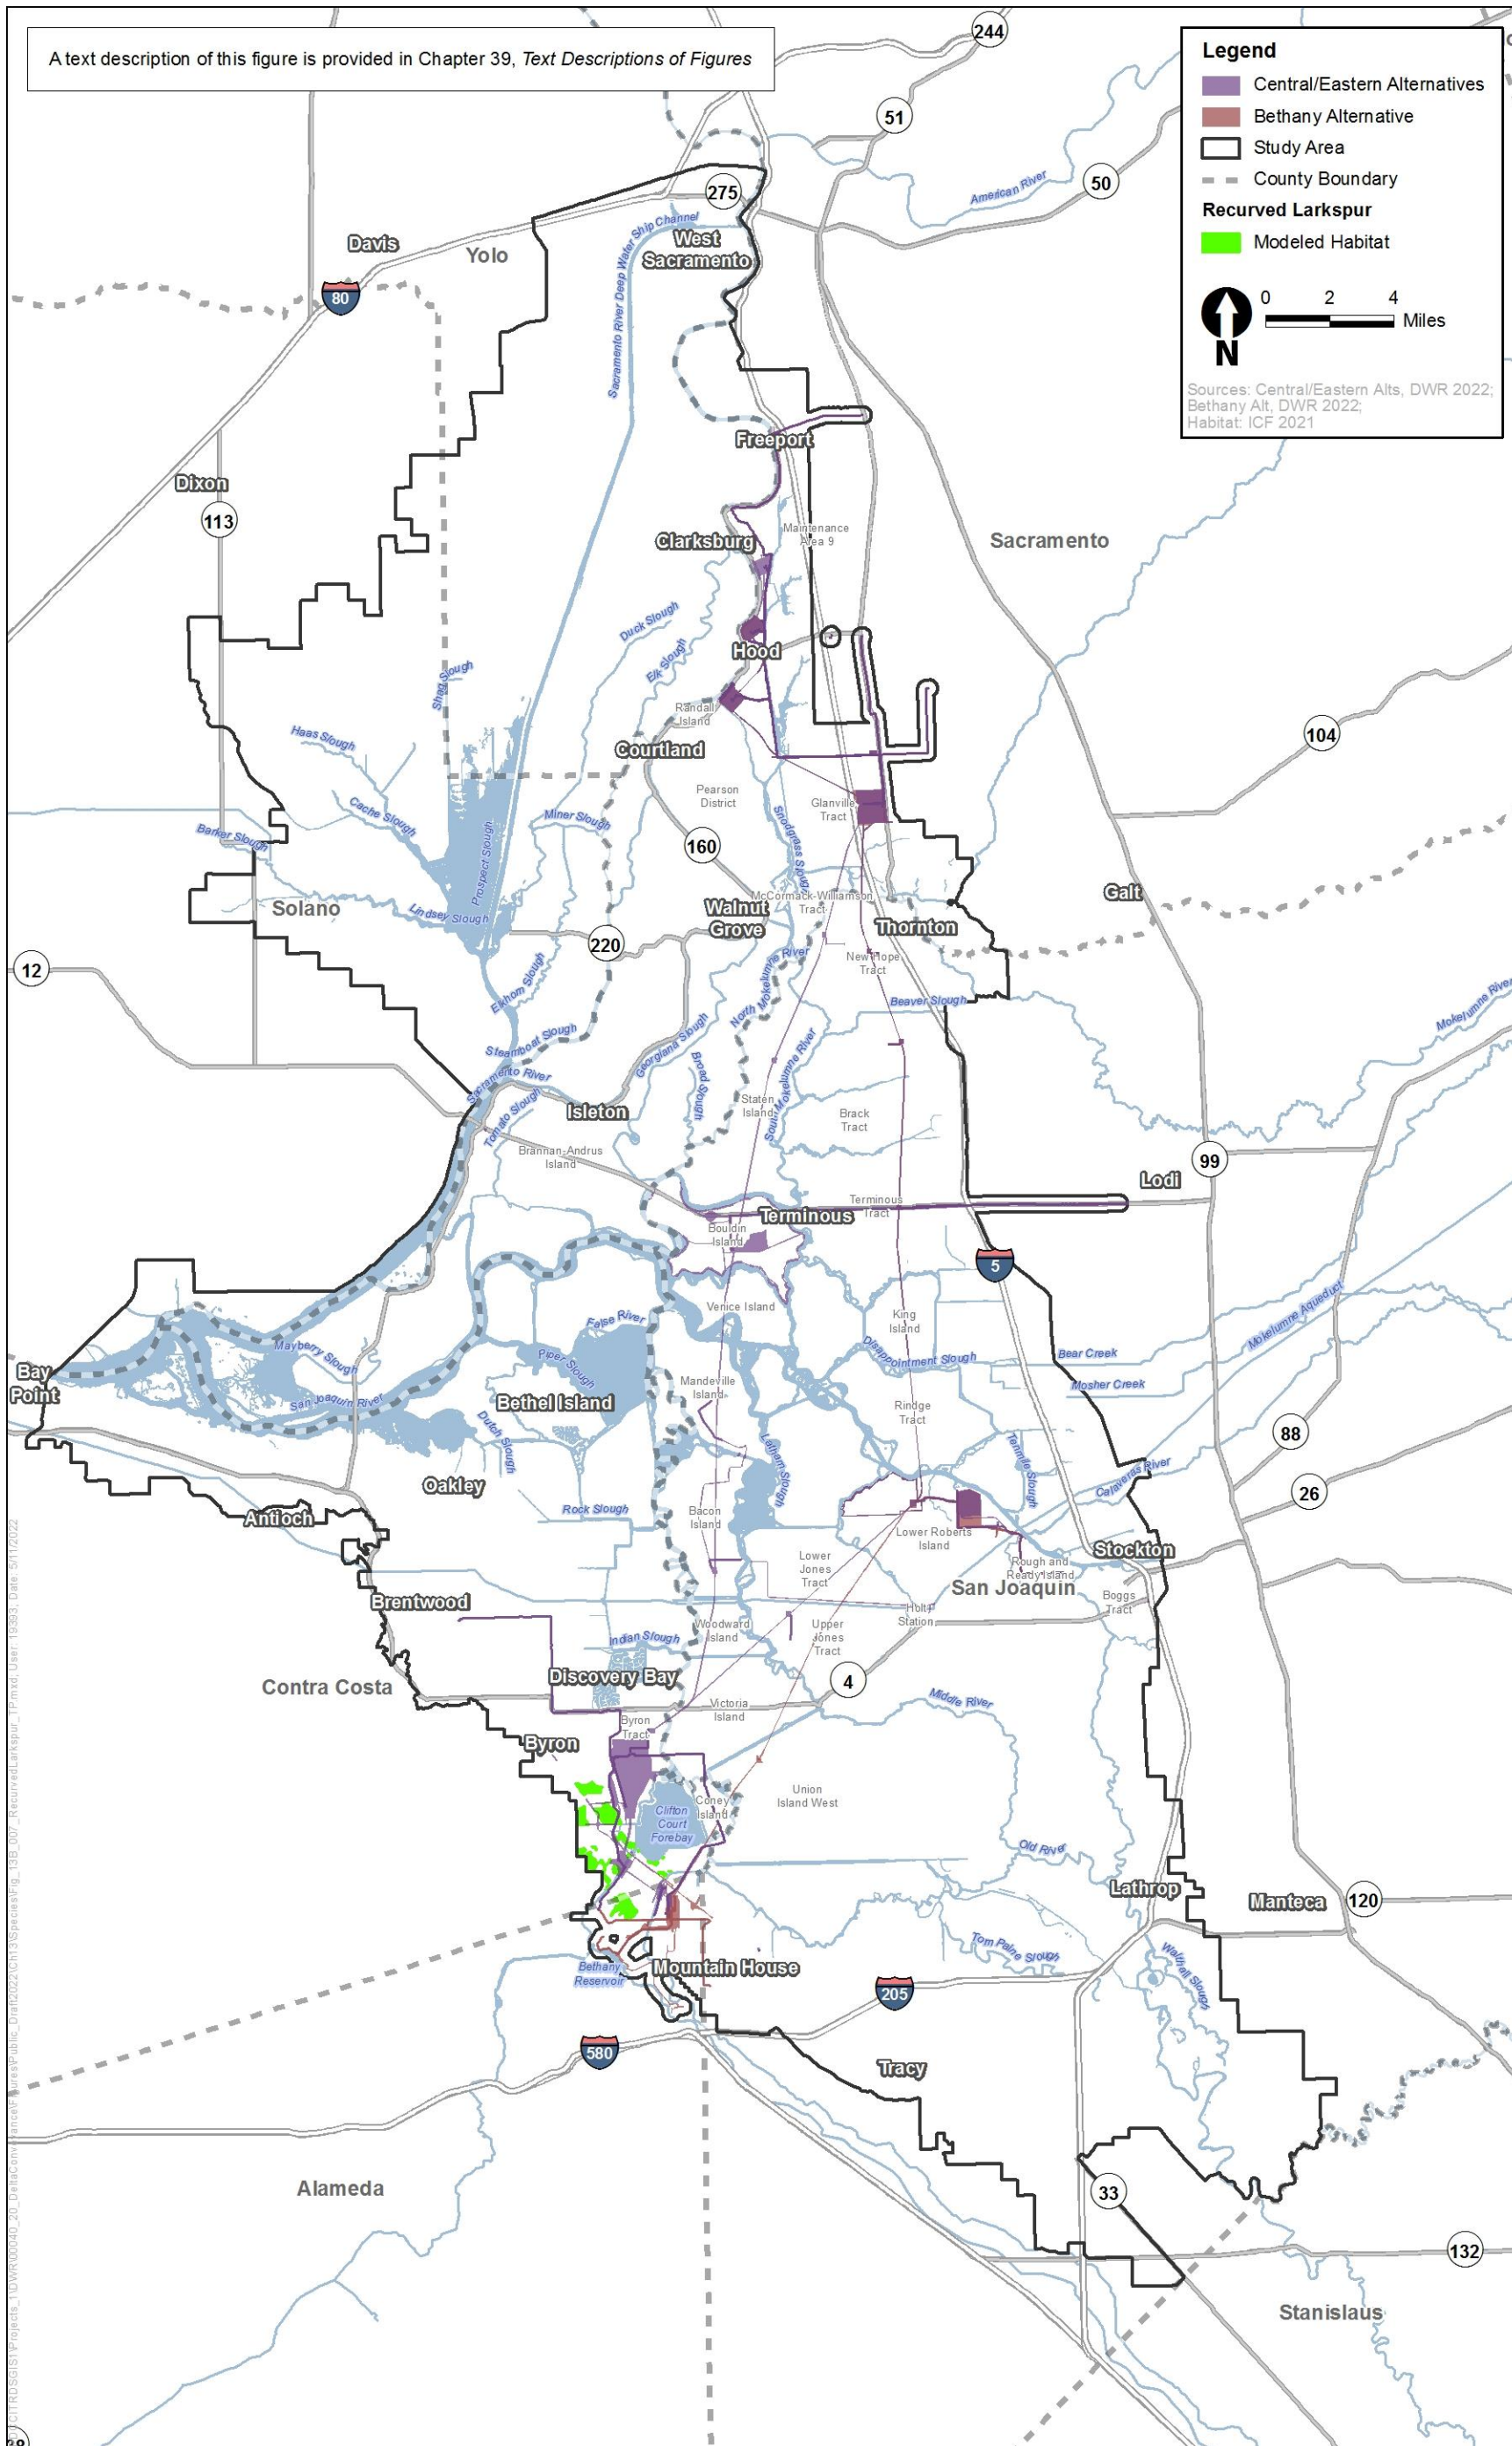 A text description of this figure is provided in Chapter 39, Text Descriptions of Figures
Legend
Central/Eastern Alternatives
Bethany Alternative
Study Area
County Boundary
Recurved Larkspur
Modeled Habitat
0 2 4
Miles
N
Sources: Central/Eastern Alts, DWR 2022;
Bethany Alt, DWR 2022;
Habitat: ICF 2021
244
51
50
American River
275
Sacramento River Deep Water Ship Channel
West
Sacramento
Davis
Yolo
80
Freeport
Dixon
113
Maintenance
Area 9
Clarksburg
Sacramento
Duck Slough
Elk Slough
Hood
Shag Slough
Randall
Island
Haas Slough
Courtland
104
Pearson
District
Glanville
Tract
Cache Slough
Miner Slough
Barker Slough
Prospect Slough
Snodgrass Slough
160
Galt
McCormack-Williamson
Tract
Solano
Lindsey Slough
Walnut
Grove
Thornton
220
12
New Hope
Tract
North Mokelumne River
Elkhorn Slough
Beaver Slough
Mokelumne River
Steamboat Slough
Georgiana Slough
Broad Slough
South Mokelumne River
Sacramento River
Tomato Slough
Isleton
Staten
Island
Brack
Tract
Brannan-Andrus
Island
99
Lodi
Terminous
Tract
Terminous
Bouldin
Island
5
Venice Island
King
Island
False River
Mokelumne Aqueduct
Mayberry Slough
Piper Slough
Disappointment Slough
Bear Creek
Bay
Point
San Joaquin River
Mandeville
Island
Mosher Creek
Bethel Island
Rindge
Tract
Dutch Slough
88
Latham Slough
Tenmile Slough
Calaveras River
Oakley
26
Rock Slough
Bacon
Island
Antioch
Lower Roberts
Island
Stockton
Lower
Jones
Tract
Rough and
Ready Island
San Joaquin
Brentwood
Boggs
Tract
Holt
Station
Woodward
Island
Upper
Jones
Tract
Indian Slough
Discovery Bay
4
Contra Costa
Middle River
Victoria
Island
Byron
Tract
Byron
Union
Island West
Coney
Island
Clifton
Court
Forebay
Old River
Lathrop
Manteca
120
Tom Paine Slough
Walthall Slough
Bethany
Reservoir
Mountain House
205
580
Tracy
Alameda
33
132
Stanislaus